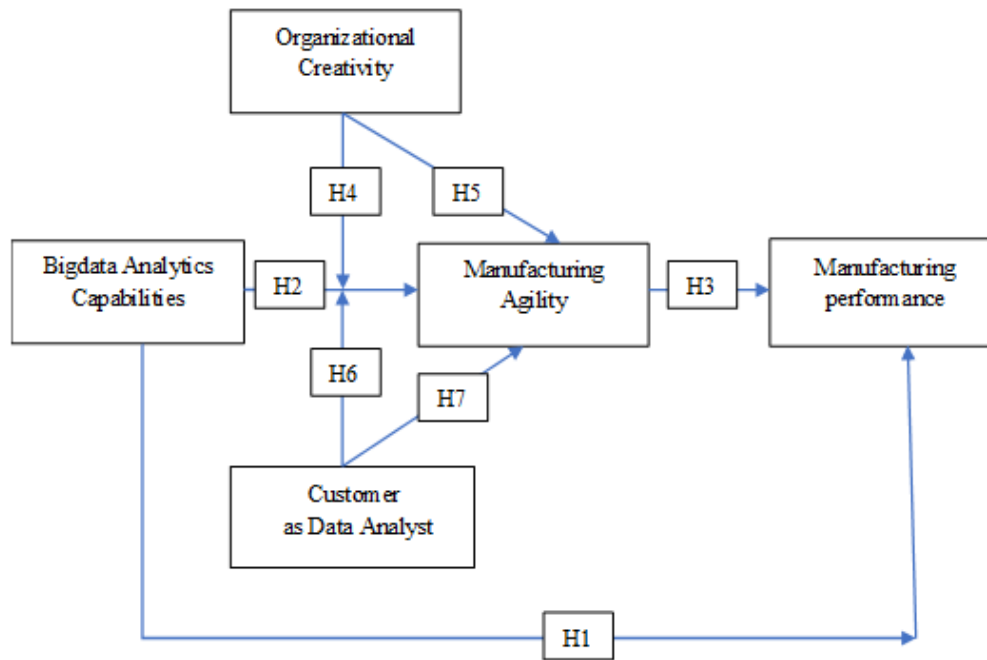 Organizational
Creativity
H4
H5
Bigdata Analytics
Capabilities
H2
Manufacturing
Agility
H3
Manufacturing
performance
H6
H7
Customer
as Data Analyst
H1